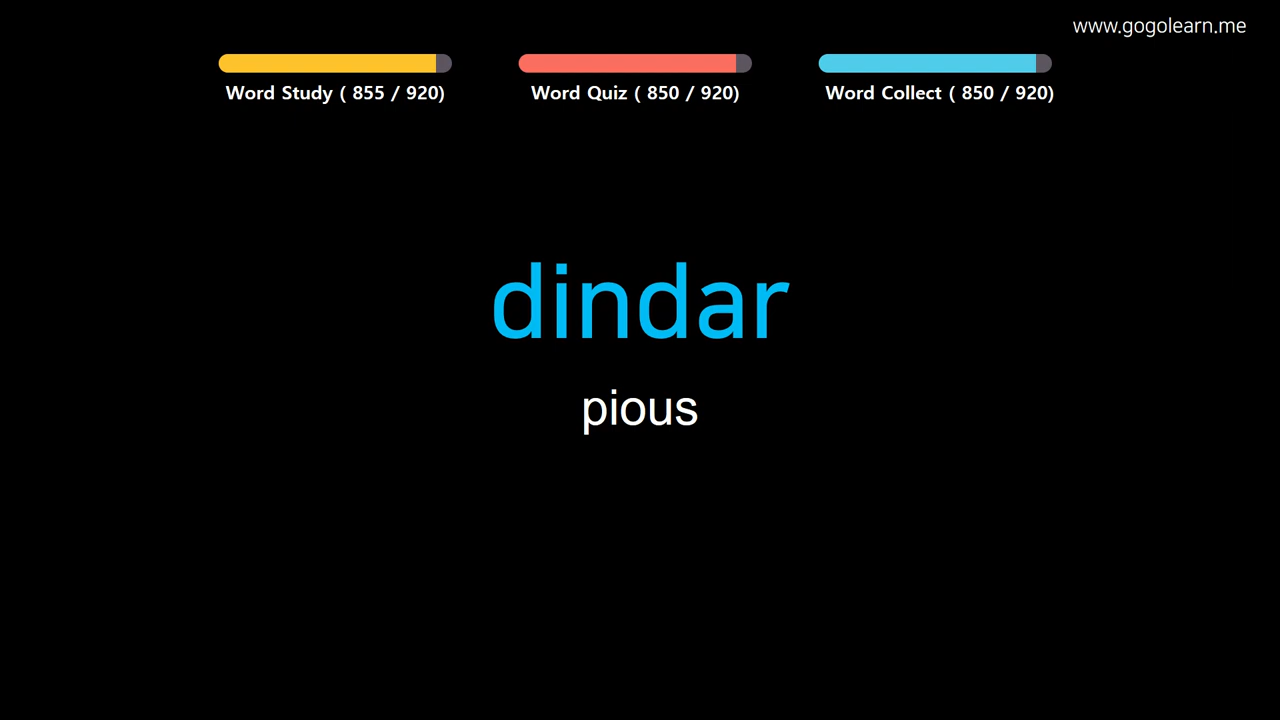 www.gogolearn.me
Word Study ( 855 / 920)
Word Quiz ( 850 / 920)
Word Collect ( 850 / 920)
dindar
pious